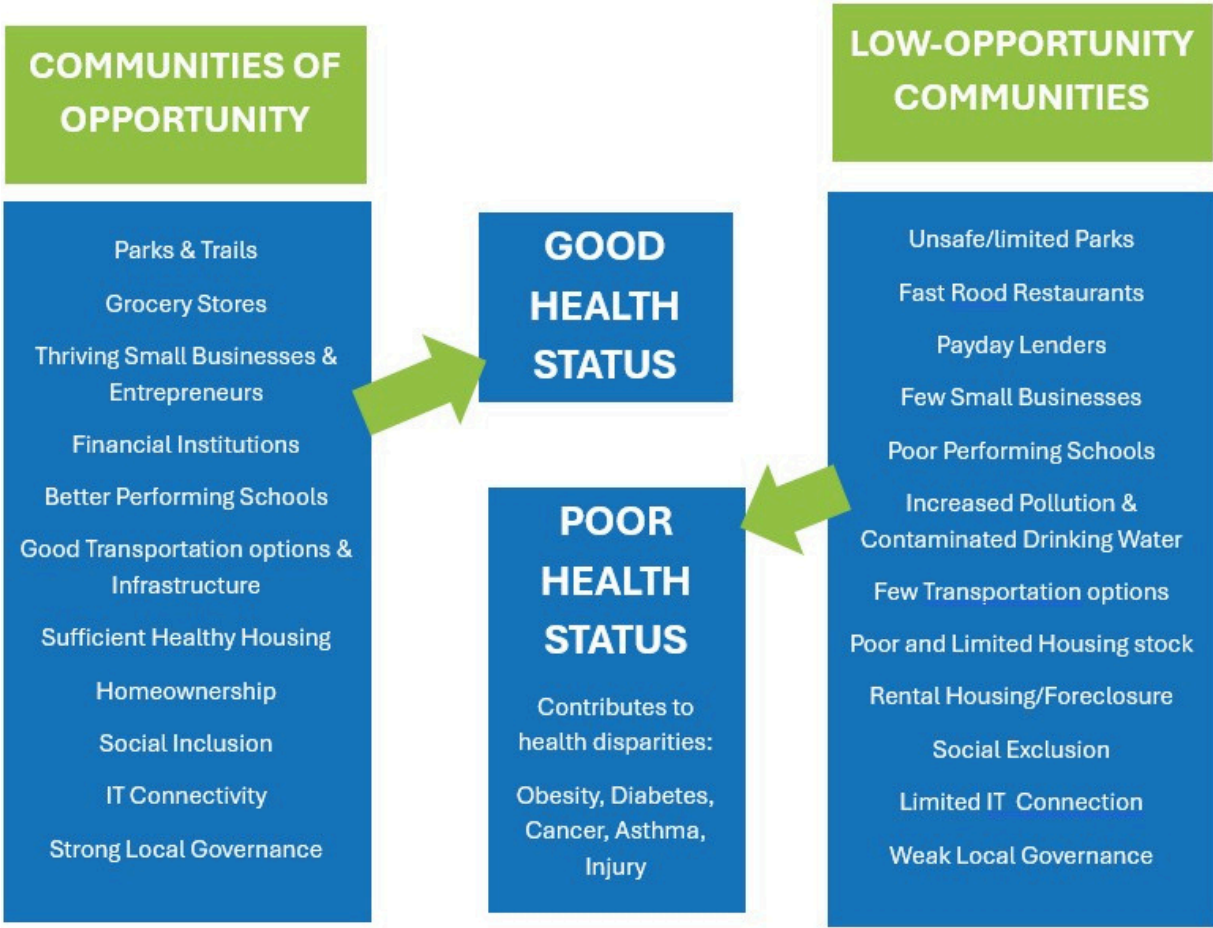 COMMUNITIES OF
OPPORTUNITY
Parks & Trails
Grocery Stores
Thriving Small Businesses &
Entrepreneurs
Financial Institutions
Better Performing Schools
Good Transportation options &
Infrastructure
Sufficient Healthy Housing
Homeownership
Social Inclusion
IT Connectivity
Strong Local Governance
GOOD
HEALTH
STATUS
POOR
HEALTH
STATUS
Contributes to
health disparities:
Obesity, Diabetes,
Cancer, Asthma,
Injury
LOW-OPPORTUNITY
COMMUNITIES
Unsafe/limited Parks
Fast Rood Restaurants
Payday Lenders
Few Small Businesses
Poor Performing Schools
Increased Pollution &
Contaminated Drinking Water
Few Transportation options
Poor and Limited Housing stock
Rental Housing/Foreclosure
Social Exclusion
Limited IT Connection
Weak Local Governance